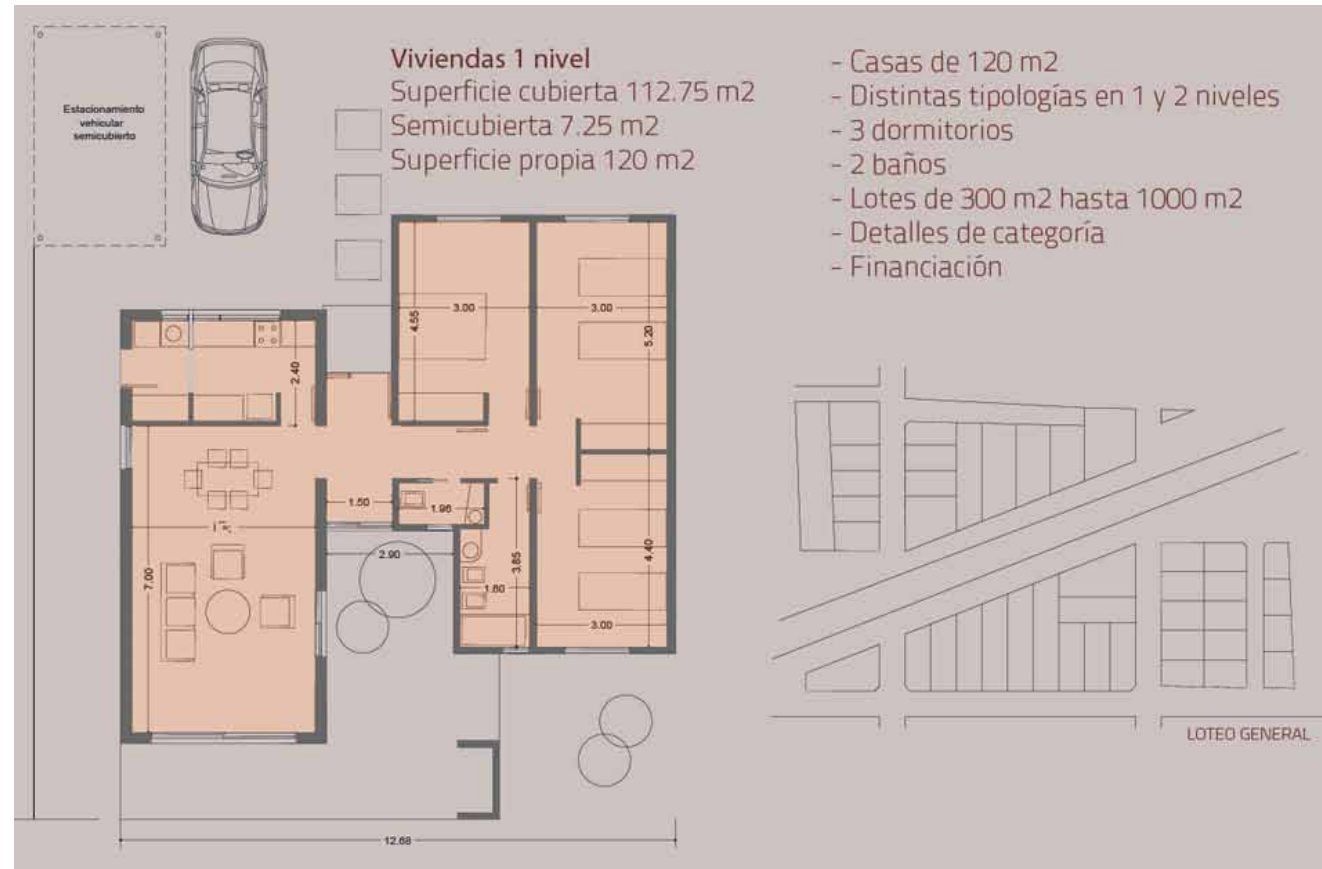 Estacionamiento
vehicular
semicubierto
Viviendas 1 nivel
Superficie cubierta 112.75 m2
Semicubierta 7.25 m2
Superficie propia 120 m2
- Casas de 120 m2
- Distintas tipologías en 1 y 2 niveles
- 3 dormitorios
- 2 baños
- Lotes de 300 m2 hasta 1000 m2
- Detalles de categoría
- Financiación
3.00
3.00
4.55
5.20
2.40
1.50
1.96
2.90
3.85
4.40
7.00
1.60
3.00
12.68
LOTEO GENERAL